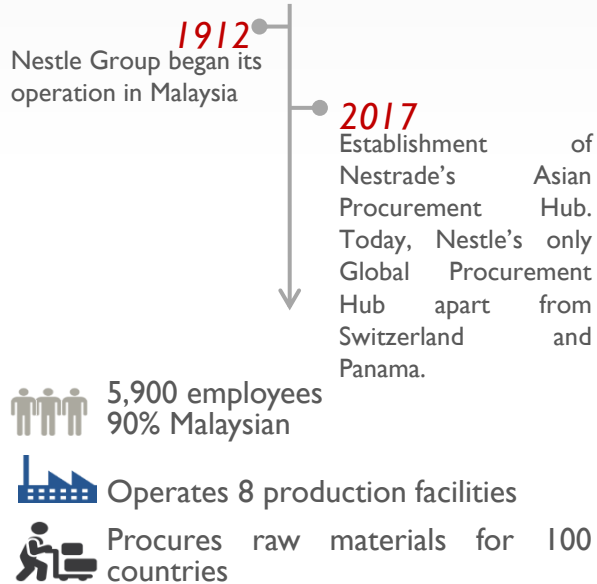 1912
Nestle Group began its
operation in Malaysia
2017
Establishment of
Nestrade's Asian
Procurement Hub.
Today, Nestle's only
Global Procurement
Hub apart from
Switzerland and
Panama.
5,900 employees
90% Malaysian
Operates 8 production facilities
Procures raw materials for 100
countries